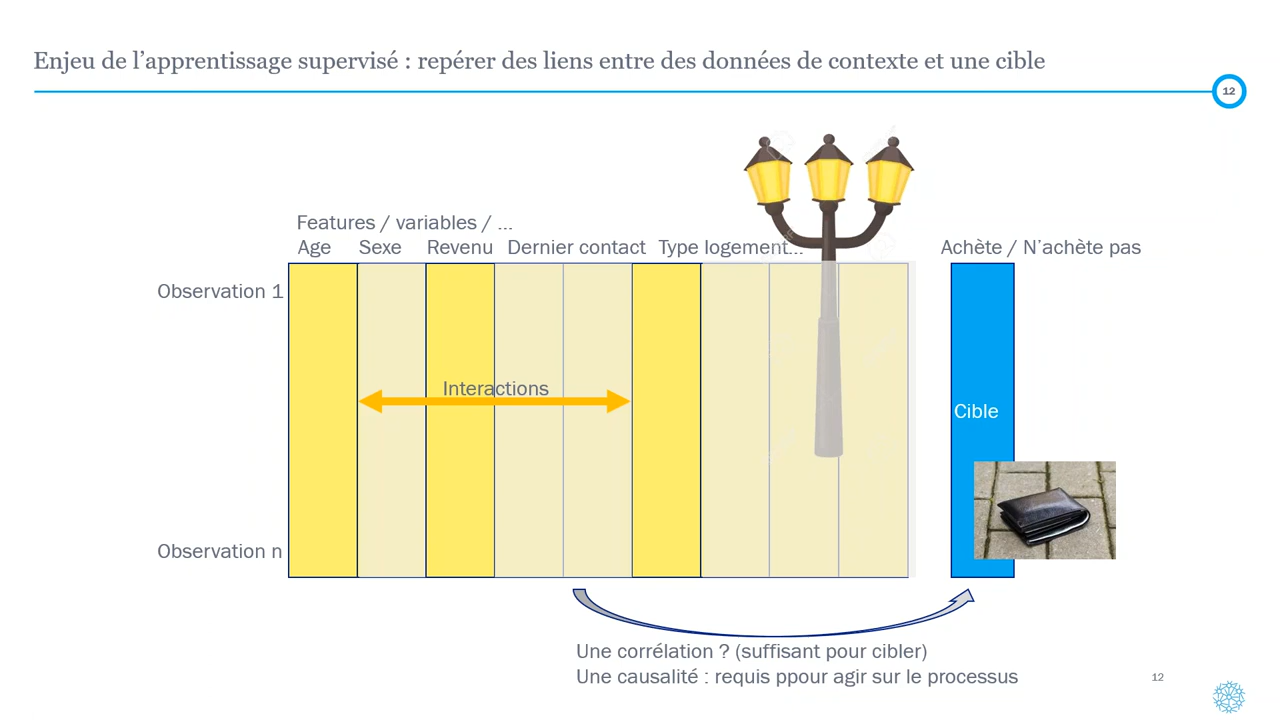 Enjeu de l’apprentissage supervisé : repérer des liens entre des données de contexte et une cible
12
Features / variables / ...
Age Sexe Revenu Dernier contact Type logement... Achète / N’achète pas
Observation 1
Interactions
Cible
Observation n
Une corrélation ? (suffisant pour cibler)
Une causalité : requis ppour agir sur le processus
12